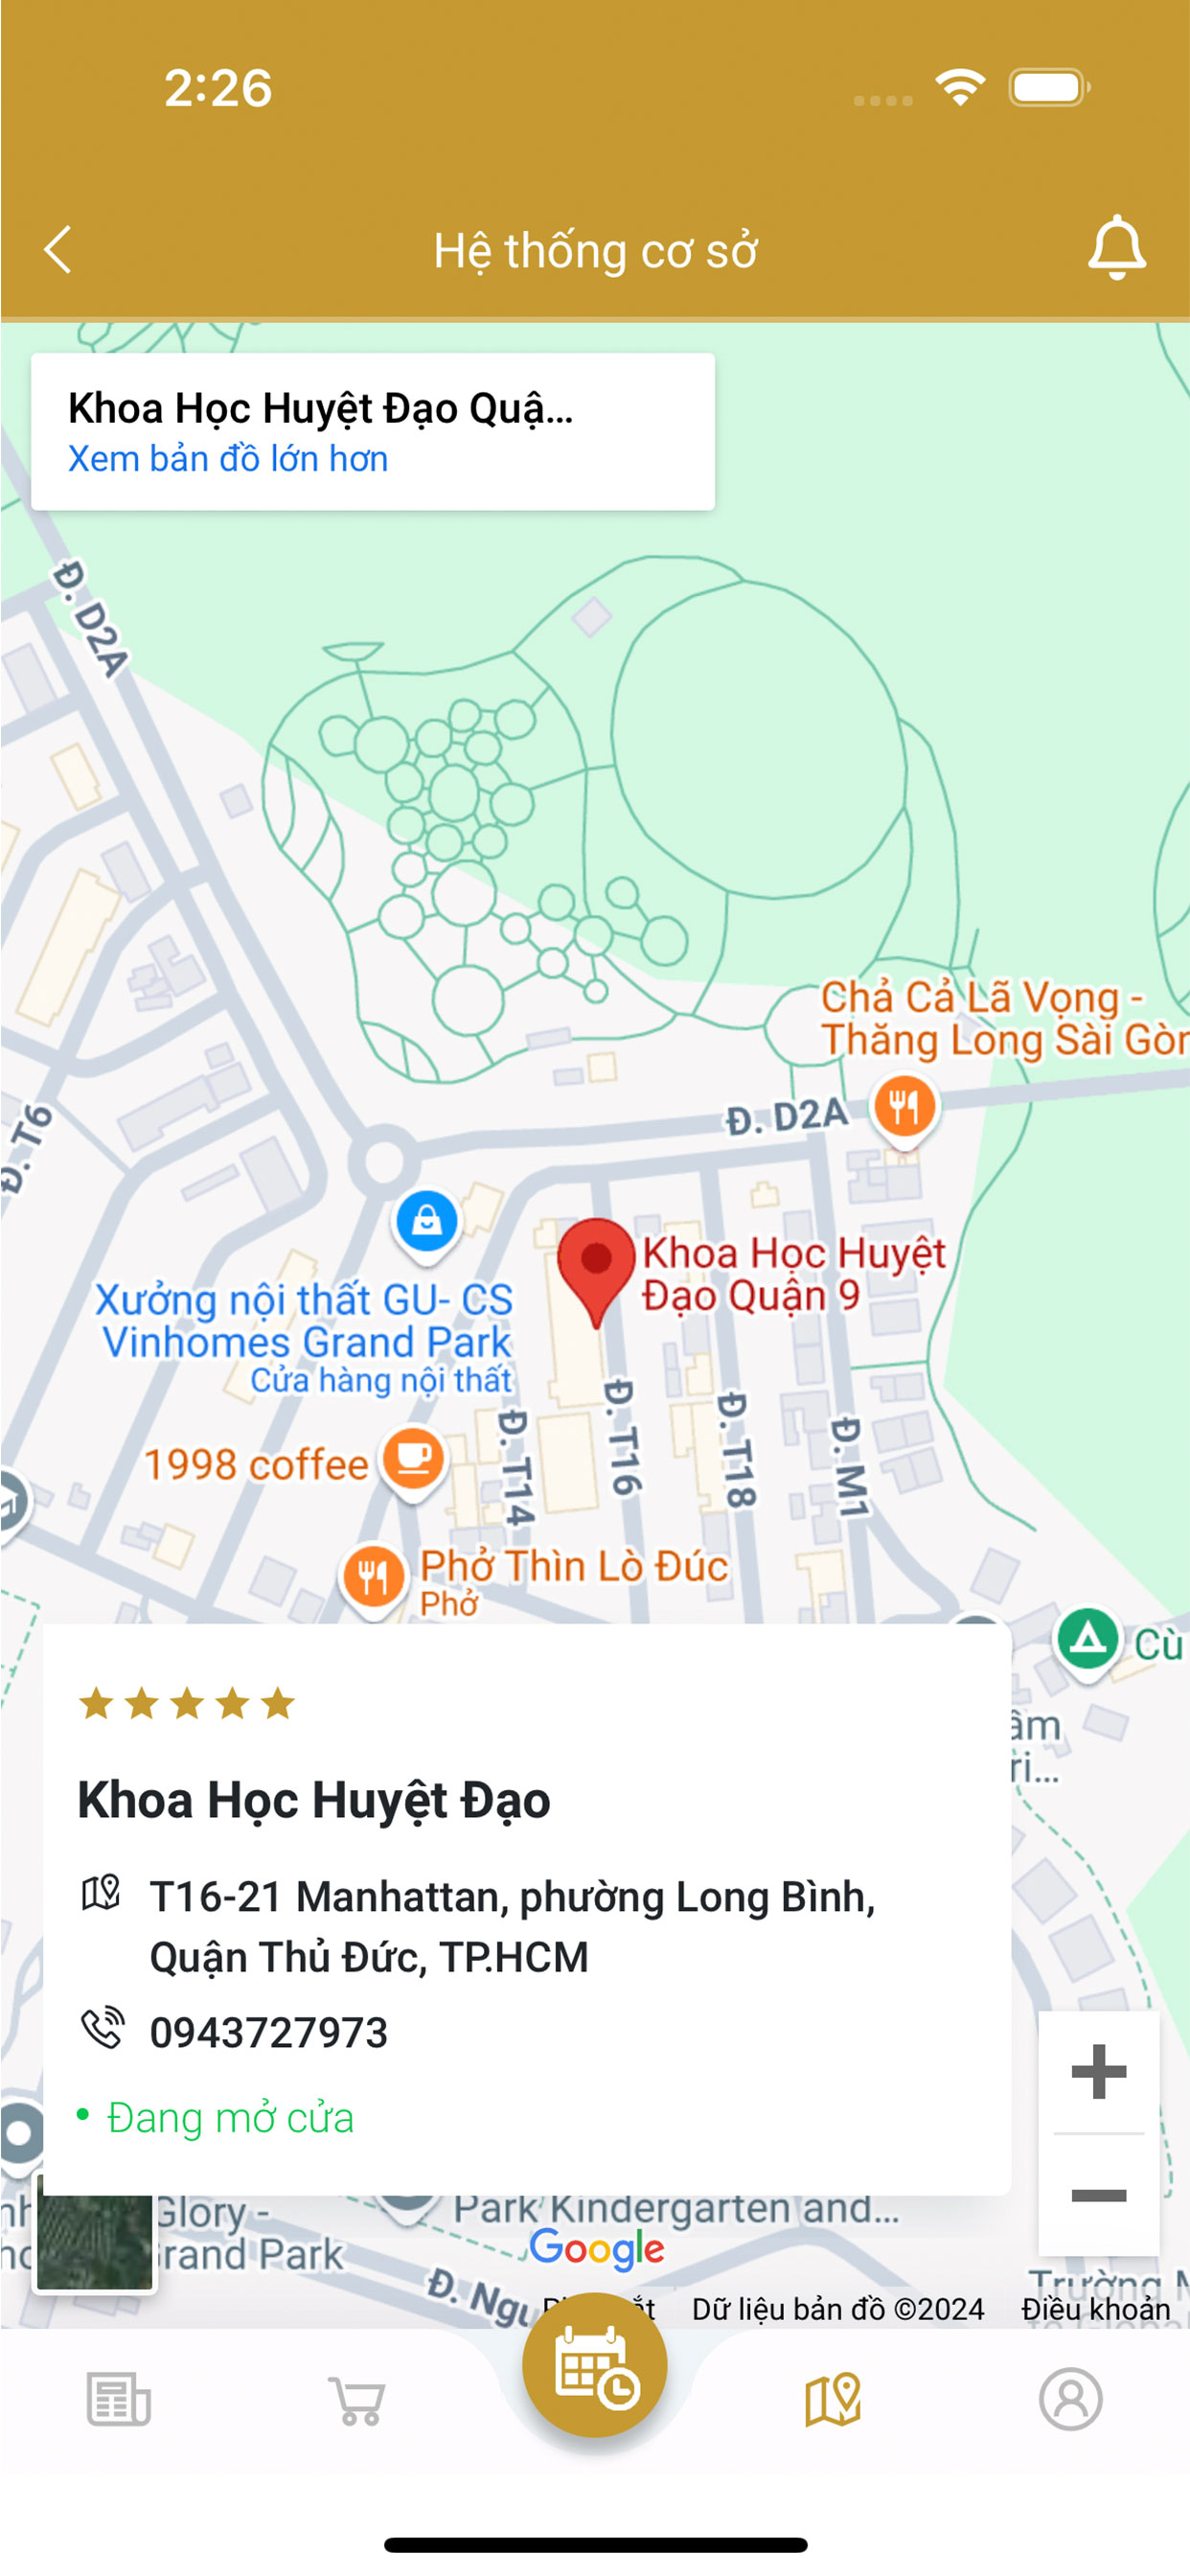 2:26
Hệ thống cơ sở
Khoa Học Huyệt Đạo Quậ...
Xem bản đồ lớn hơn
Đ. D2A
Chả Cả Lã Vọng -
Thăng Long Sài Gòn
Đ. T6
Đ. D2A
Khoa Học Huyệt
Đạo Quận 9
Xưởng nội thất GU- CS
Vinhomes Grand Park
Cửa hàng nội thất
Đ. T14
Đ. T16
Đ. T18
Đ. M1
1998 coffee
Phở Thìn Lò Đúc
Phở
Cù
âm
ri...
Khoa Học Huyệt Đạo
T16-21 Manhattan, phường Long Bình,
Quận Thủ Đức, TP.HCM
0943727973
• Đang mở cửa
Glory -
Grand Park
Park Kindergarten and...
Google
Đ. Ngu
Dữ liệu bản đồ ©2024
Điều khoản
Trường